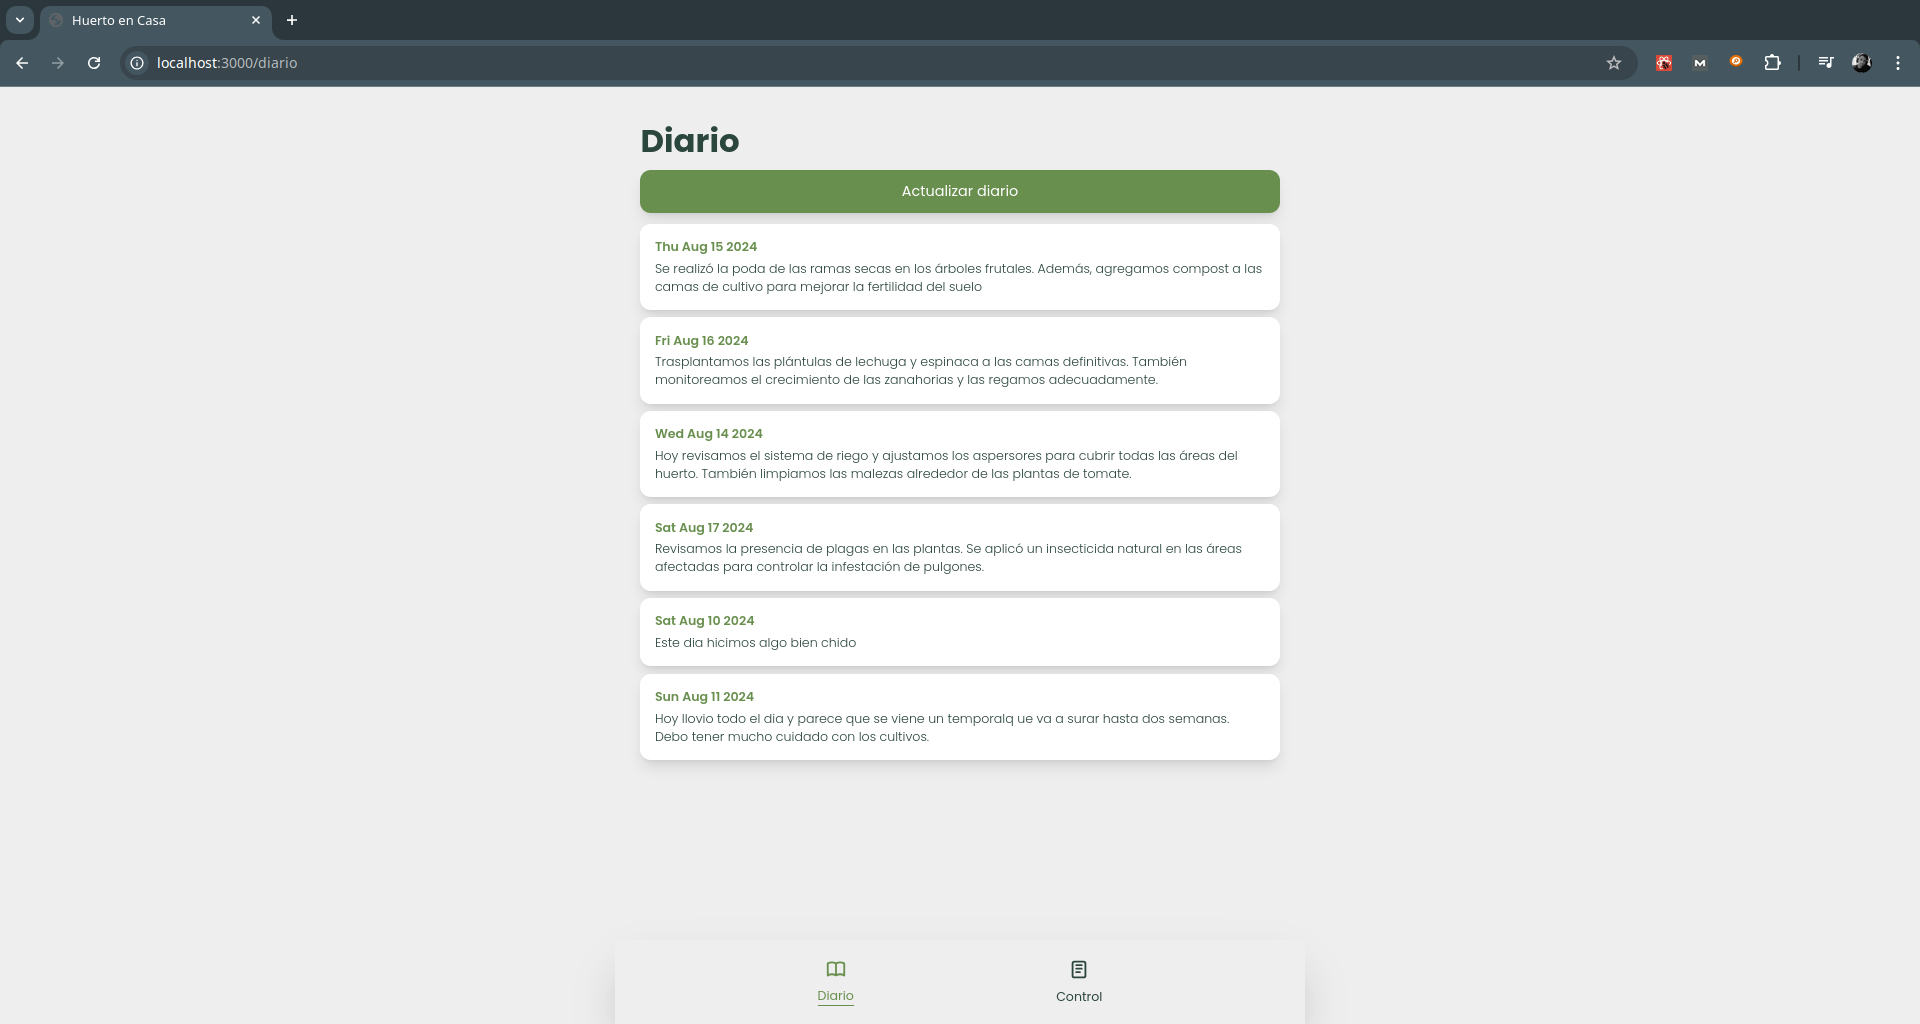 Huerto en Casa
localhost:3000/diario
Diario
Actualizar diario
Thu Aug 15 2024
Se realizó la poda de las ramas secas en los árboles frutales. Además, agregamos compost a las
camas de cultivo para mejorar la fertilidad del suelo
Fri Aug 16 2024
Trasplantamos las plántulas de lechuga y espinaca a las camas definitivas. También
monitoreamos el crecimiento de las zanahorias y las regamos adecuadamente.
Wed Aug 14 2024
Hoy revisamos el sistema de riego y ajustamos los aspersores para cubrir todas las áreas del
huerto. También limpiamos las malezas alrededor de las plantas de tomate.
Sat Aug 17 2024
Revisamos la presencia de plagas en las plantas. Se aplicó un insecticida natural en las áreas
afectadas para controlar la infestación de pulgones.
Sat Aug 10 2024
Este dia hicimos algo bien chido
Sun Aug 11 2024
Hoy llovio todo el dia y parece que se viene un temporalq ue va a surar hasta dos semanas.
Debo tener mucho cuidado con los cultivos.
Diario
Control